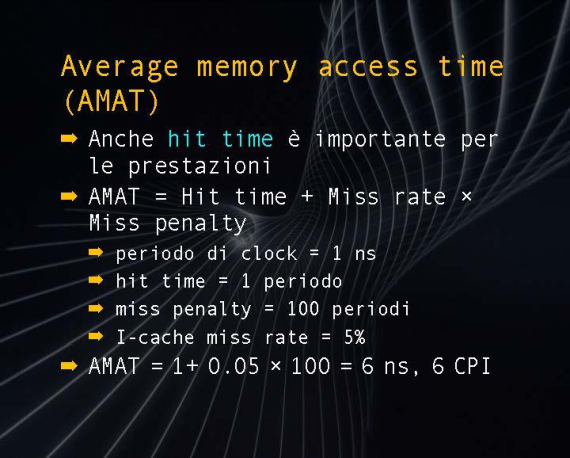 Average memory access time
(AMAT)
Anche hit time è importante per
le prestazioni
AMAT = Hit time + Miss rate ×
Miss penalty
periodo di clock = 1 ns
hit time = 1 periodo
miss penalty = 100 periodi
I-cache miss rate = 5%
AMAT = 1+ 0.05 × 100 = 6 ns, 6 CPI